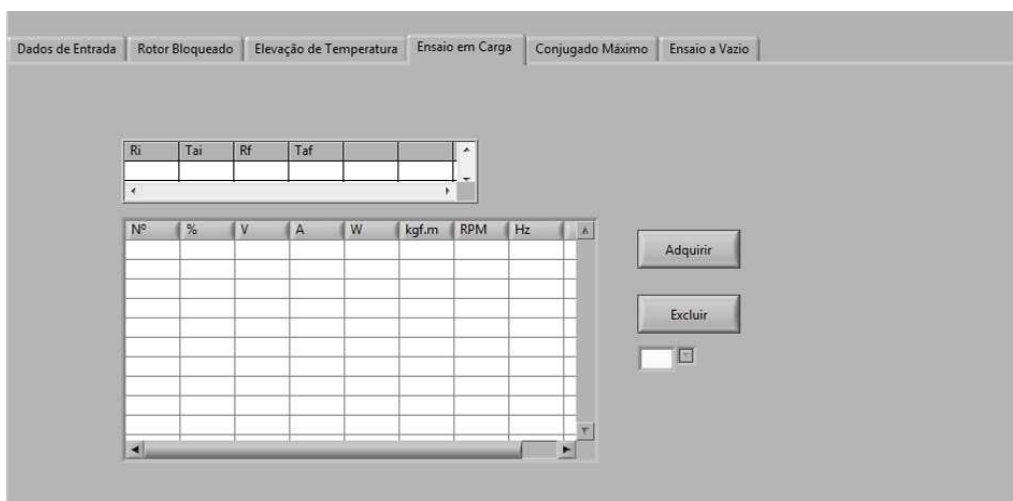 Dados de Entrada Rotor Bloqueado Elevação de Temperatura Ensaio em Carga Conjugado Máximo Ensaio a Vazio
Ri Tai Rf Taf
Nº % V A W kgf.m RPM Hz
Adquirir
Excluir